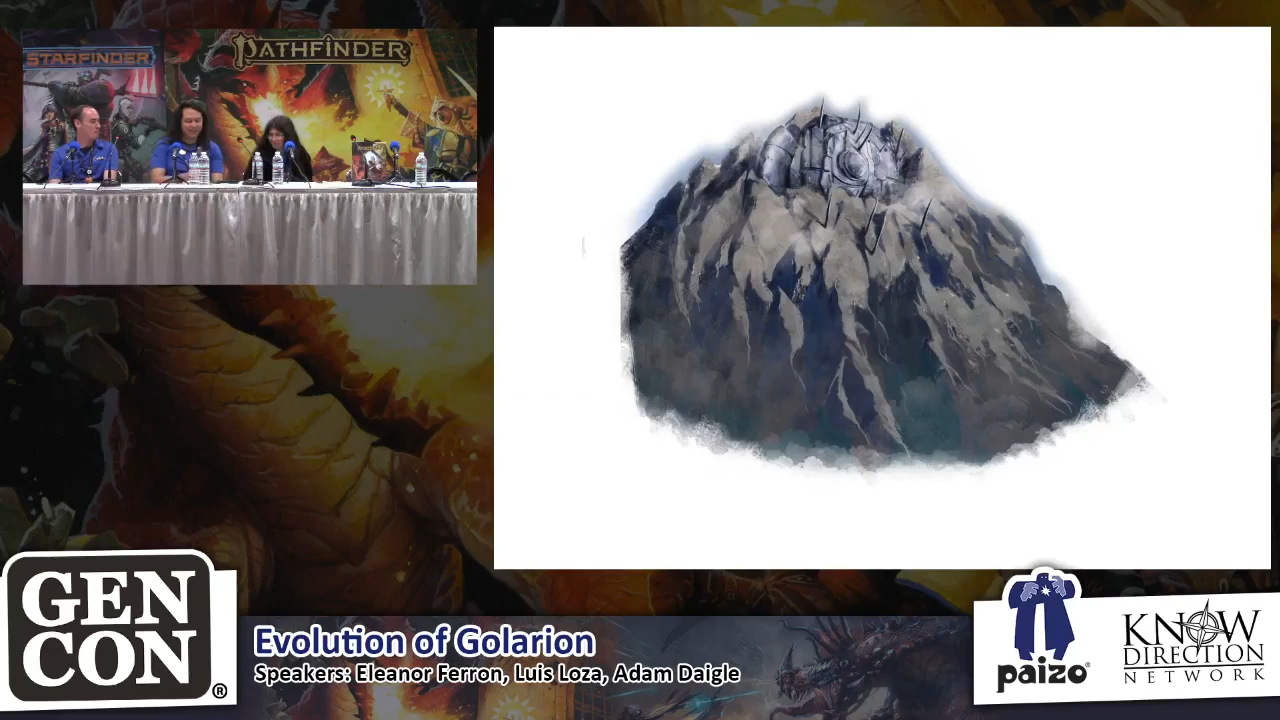 STARFINDER
PATHFINDER
GEN
CON®
Evolution of Golarion
Speakers: Eleanor Ferron, Luis Loza, Adam Daigle
paizo®
KNOW
DIRECTION
NETWORK